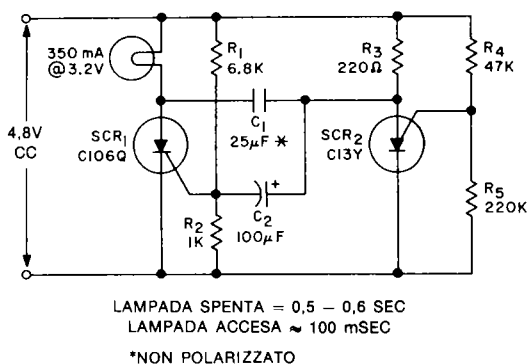 350 mA
@3.2V
R1
6.8K
R3
220Ω
R4
47K
4,8V
CC
SCR1
C106Q
C1
25μF *
SCR2
C13Y
+
C2
100μF
R2
1K
R5
220K
LAMPADA SPENTA = 0,5 – 0,6 SEC
LAMPADA ACCESA ≈ 100 mSEC
*NON POLARIZZATO